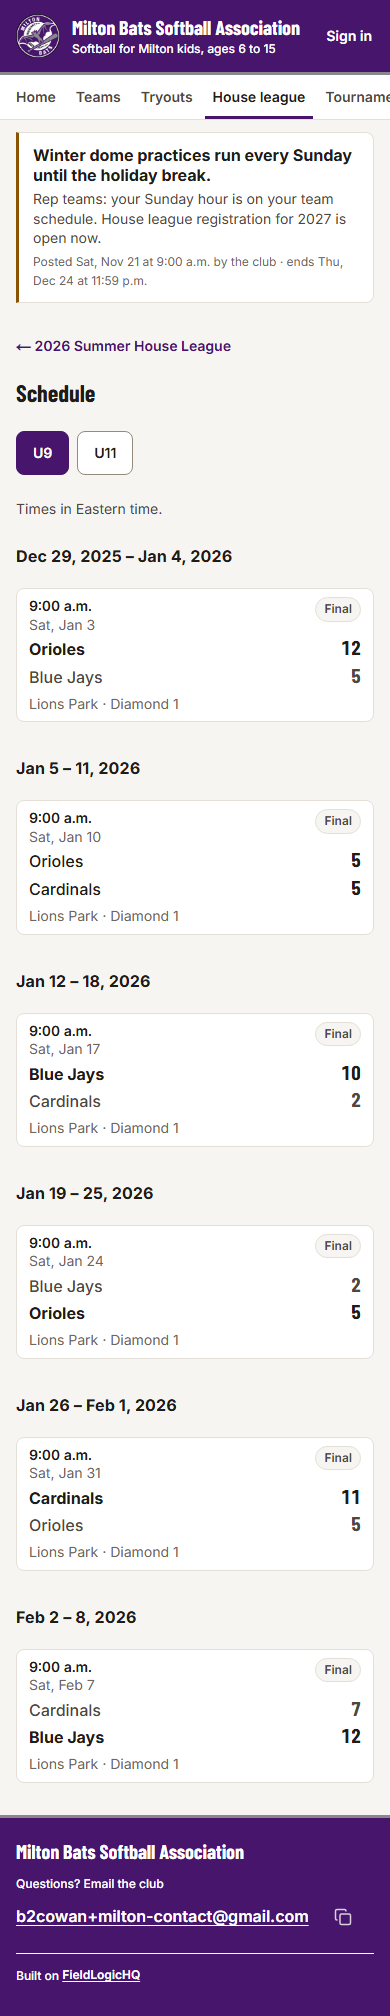 MILTON
BATS
Milton Bats Softball Association
Softball for Milton kids, ages 6 to 15
Sign in
Home Teams Tryouts House league Tourname
Winter dome practices run every Sunday
until the holiday break.
Rep teams: your Sunday hour is on your team
schedule. House league registration for 2027 is
open now.
Posted Sat, Nov 21 at 9:00 a.m. by the club · ends Thu,
Dec 24 at 11:59 p.m.
← 2026 Summer House League
Schedule
U9 U11
Times in Eastern time.
Dec 29, 2025 – Jan 4, 2026
9:00 a.m. Final
Sat, Jan 3
Orioles 12
Blue Jays 5
Lions Park · Diamond 1
Jan 5 – 11, 2026
9:00 a.m. Final
Sat, Jan 10
Orioles 5
Cardinals 5
Lions Park · Diamond 1
Jan 12 – 18, 2026
9:00 a.m. Final
Sat, Jan 17
Blue Jays 10
Cardinals 2
Lions Park · Diamond 1
Jan 19 – 25, 2026
9:00 a.m. Final
Sat, Jan 24
Blue Jays 2
Orioles 5
Lions Park · Diamond 1
Jan 26 – Feb 1, 2026
9:00 a.m. Final
Sat, Jan 31
Cardinals 11
Orioles 5
Lions Park · Diamond 1
Feb 2 – 8, 2026
9:00 a.m. Final
Sat, Feb 7
Cardinals 7
Blue Jays 12
Lions Park · Diamond 1
Milton Bats Softball Association
Questions? Email the club
b2cowan+milton-contact@gmail.com
Built on FieldLogicHQ